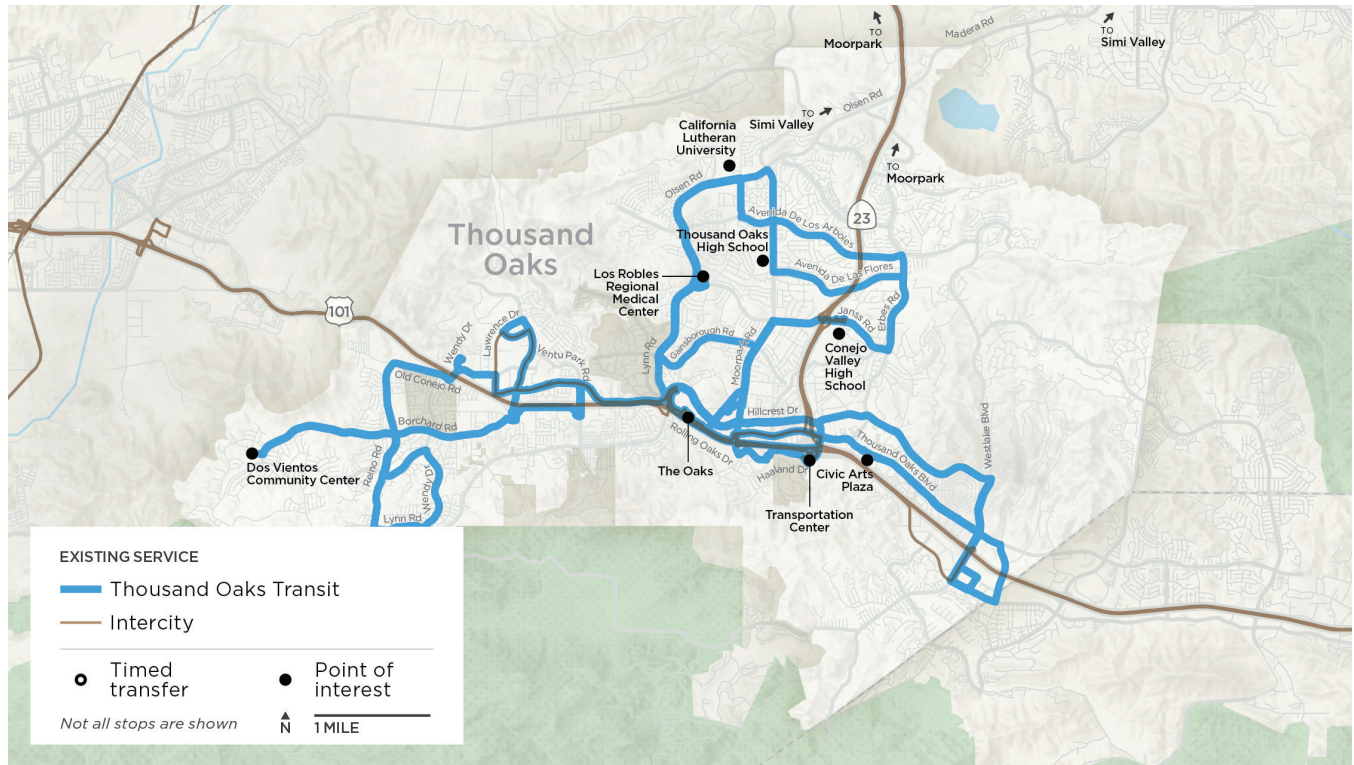 TO
Moorpark
Madera Rd
TO
Simi Valley
Olsen Rd
TO
Simi Valley
California
Lutheran
University
TO
Moorpark
Olsen Rd
Avenida De Los Arboles
23
Thousand
Oaks
Thousand Oaks
High School
Avenida De Las Flores
Los Robles
Regional
Medical
Center
Erbes Rd
101
Janss Rd
Lawrence Dr
Wendy Dr
Ventu Park Rd
Lynn Rd
Gainsborough Rd
Moorpark Rd
Conejo
Valley
High
School
Old Conejo Rd
Borchard Rd
Hillcrest Dr
Westlake Blvd
Rolling Oaks Dr
Thousand Oaks Blvd
Reino Rd
Wendy Dr
Dos Vientos
Community Center
The Oaks
Haaland Dr
Civic Arts
Plaza
Transportation
Center
Lynn Rd
EXISTING SERVICE
Thousand Oaks Transit
Intercity
Timed
transfer
Point of
interest
Not all stops are shown
N
1 MILE